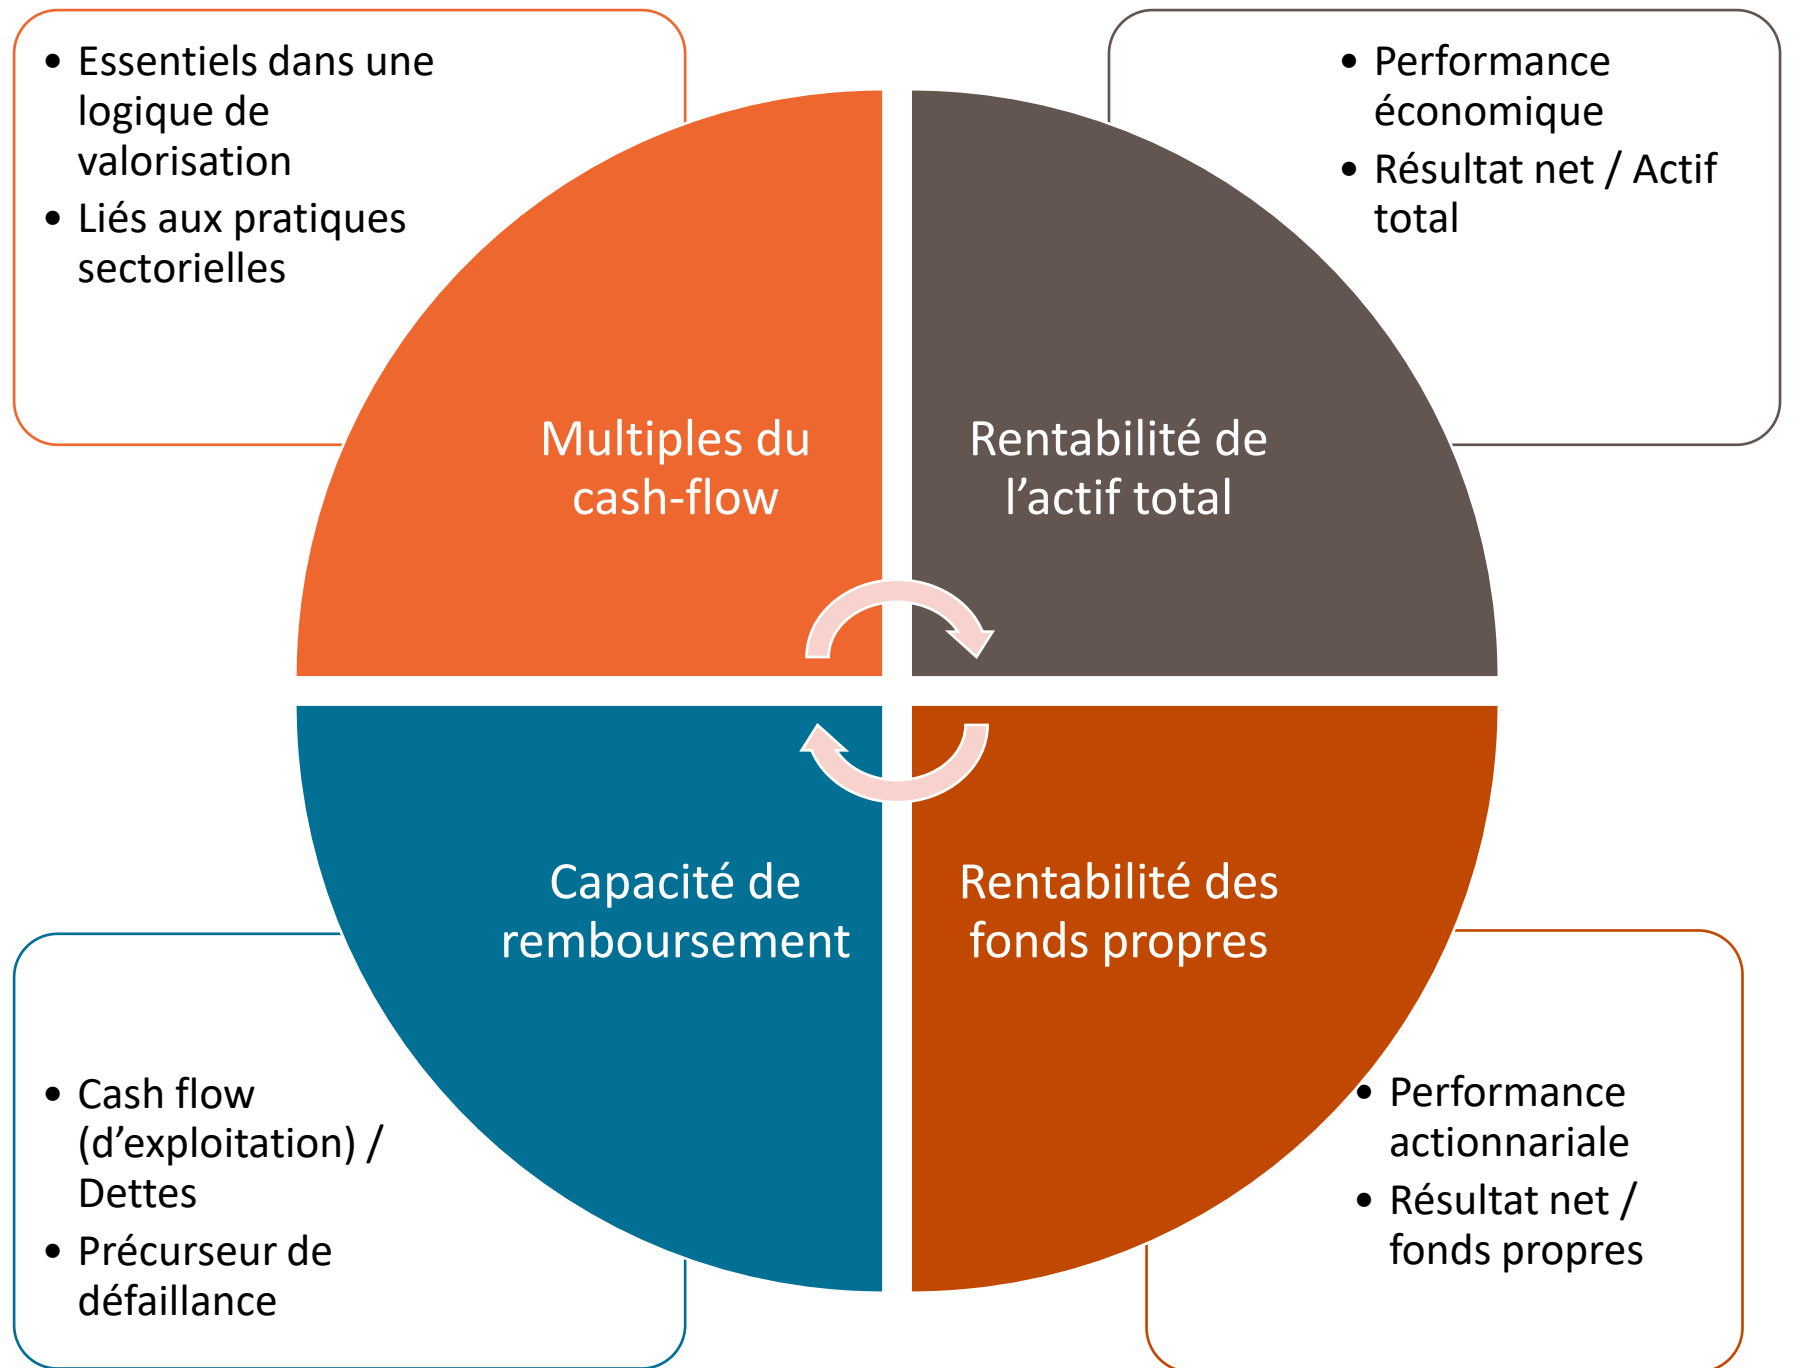 • Essentiels dans une
logique de
valorisation
• Liés aux pratiques
sectorielles
• Performance
économique
• Résultat net / Actif
total
Multiples du
cash-flow
Rentabilité de
l’actif total
Capacité de
remboursement
Rentabilité des
fonds propres
• Cash flow
(d’exploitation) /
Dettes
• Précurseur de
défaillance
• Performance
actionnariale
• Résultat net /
fonds propres